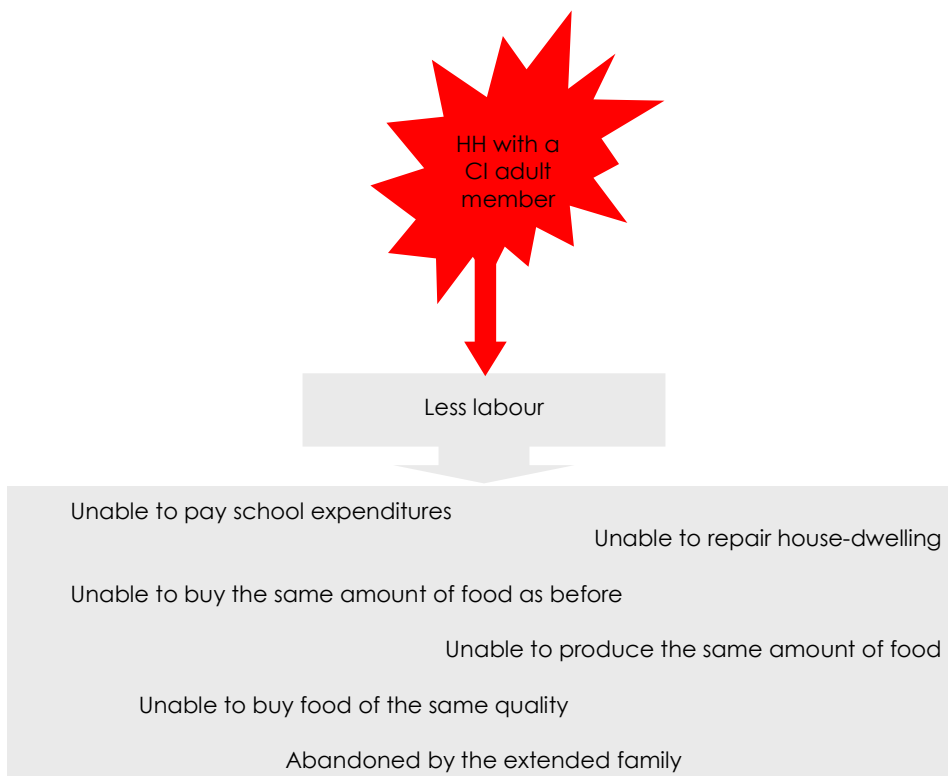 HH with a
CI adult
member
Less labour
Unable to pay school expenditures
Unable to repair house-dwelling
Unable to buy the same amount of food as before
Unable to produce the same amount of food
Unable to buy food of the same quality
Abandoned by the extended family